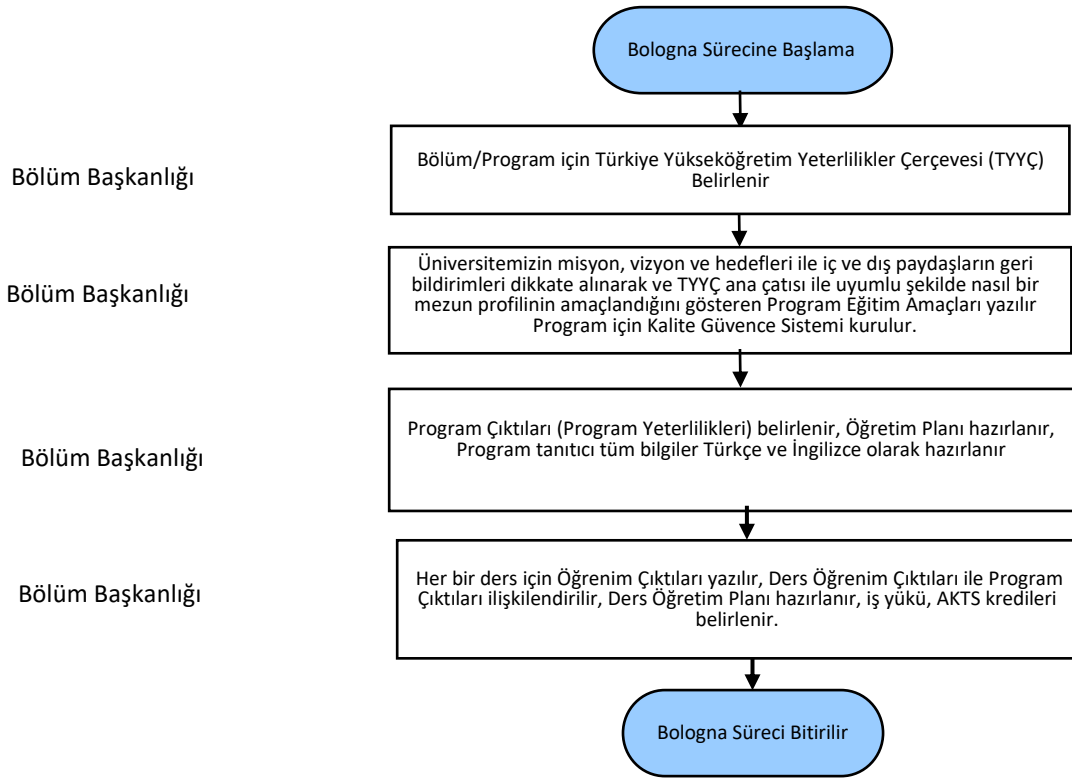 Bologna Sürecine Başlama
Bölüm Başkanlığı
Bölüm/Program için Türkiye Yükseköğretim Yeterlilikler Çerçevesi (TYYÇ)
Belirlenir
Bölüm Başkanlığı
Üniversitemizin misyon, vizyon ve hedefleri ile iç ve dış paydaşların geri
bildirimleri dikkate alınarak ve TYYÇ ana çatısı ile uyumlu şekilde nasıl bir
mezun profilinin amaçlandığını gösteren Program Eğitim Amaçları yazılır
Program için Kalite Güvence Sistemi kurulur.
Bölüm Başkanlığı
Program Çıktıları (Program Yeterlilikleri) belirlenir, Öğretim Planı hazırlanır,
Program tanıtıcı tüm bilgiler Türkçe ve İngilizce olarak hazırlanır
Bölüm Başkanlığı
Her bir ders için Öğrenim Çıktıları yazılır, Ders Öğrenim Çıktıları ile Program
Çıktıları ilişkilendirilir, Ders Öğretim Planı hazırlanır, iş yükü, AKTS kredileri
belirlenir.
Bologna Süreci Bitirilir